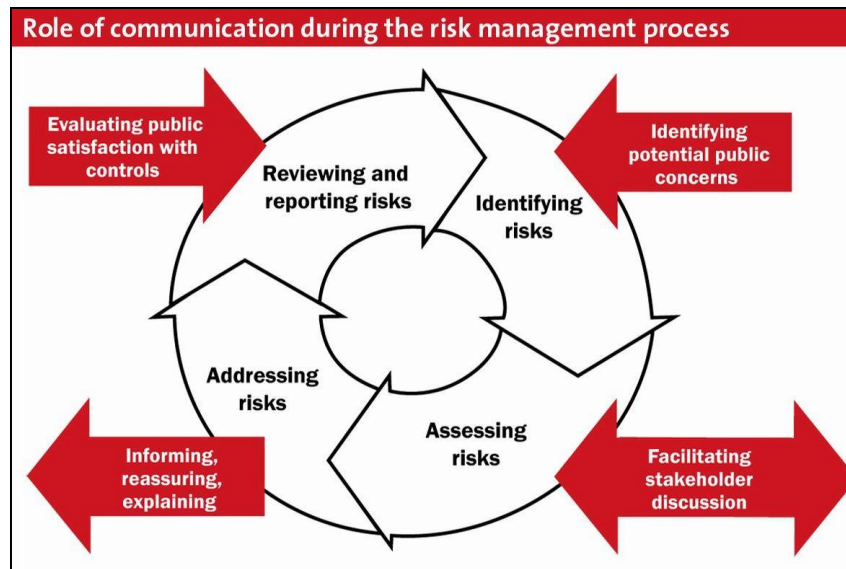 Role of communication during the risk management process
Evaluating public
satisfaction with
controls
Identifying
potential public
concerns
Reviewing and
reporting risks
Identifying
risks
Addressing
risks
Assessing
risks
Informing,
reassuring,
explaining
Facilitating
stakeholder
discussion